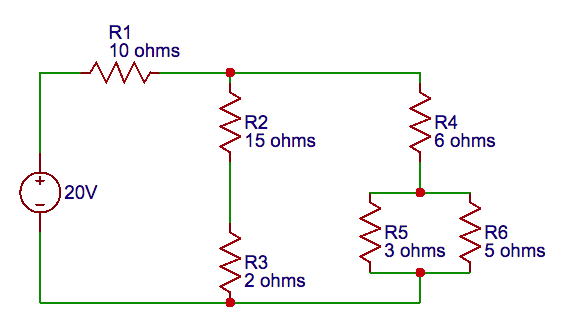 R1
10 ohms
R2
15 ohms
R4
6 ohms
+
−
20V
R5
3 ohms
R6
5 ohms
R3
2 ohms